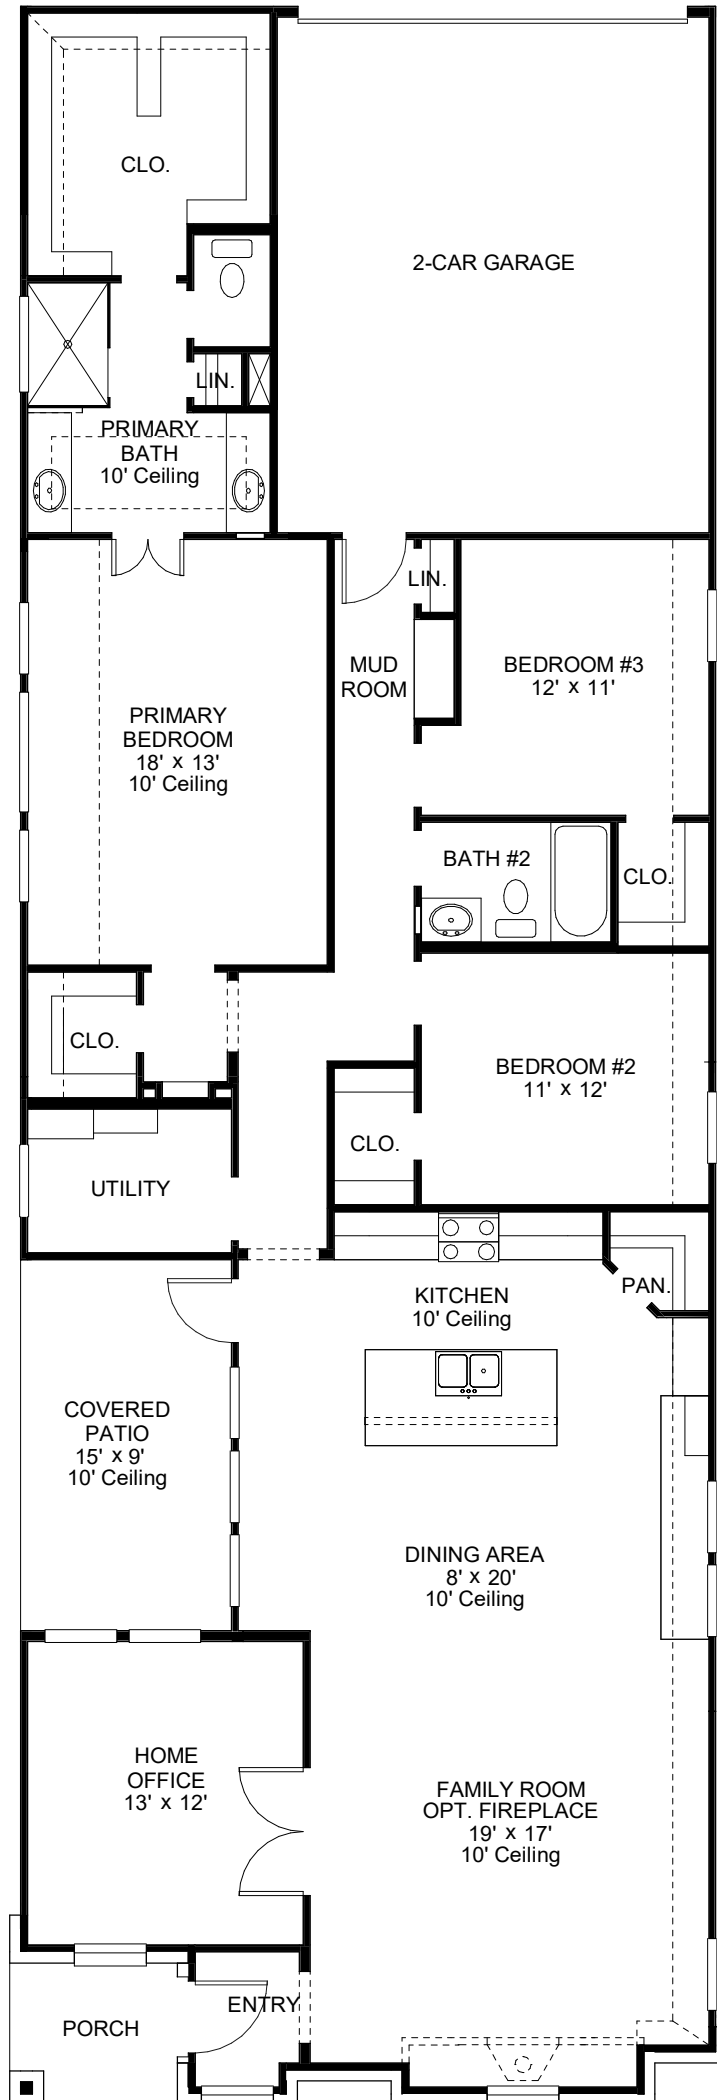 CLO.
2-CAR GARAGE
LIN.
PRIMARY
BATH
10' Ceiling
LIN.
MUD
ROOM
BEDROOM #3
12' x 11'
PRIMARY
BEDROOM
18' x 13'
10' Ceiling
BATH #2
CLO.
CLO.
BEDROOM #2
11' x 12'
CLO.
UTILITY
PAN.
KITCHEN
10' Ceiling
COVERED
PATIO
15' x 9'
10' Ceiling
DINING AREA
8' x 20'
10' Ceiling
HOME
OFFICE
13' x 12'
FAMILY ROOM
OPT. FIREPLACE
19' x 17'
10' Ceiling
ENTRY
PORCH